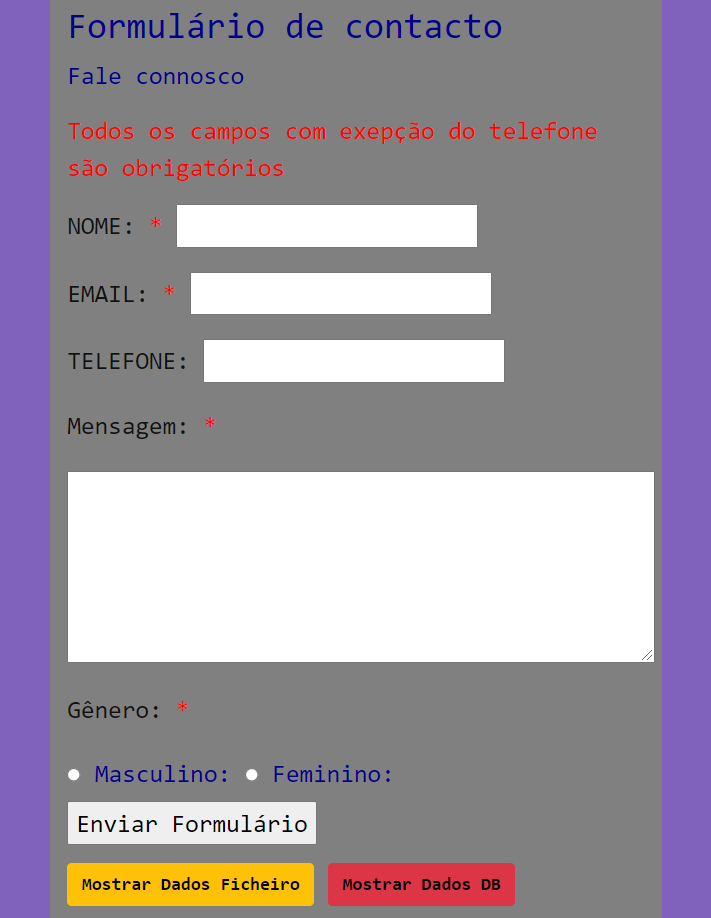 Formulário de contacto
Fale connosco
Todos os campos com exepção do telefone
são obrigatórios
NOME: *
EMAIL: *
TELEFONE:
Mensagem: *
Gênero: *
Masculino: Feminino:
Enviar Formulário
Mostrar Dados Ficheiro Mostrar Dados DB